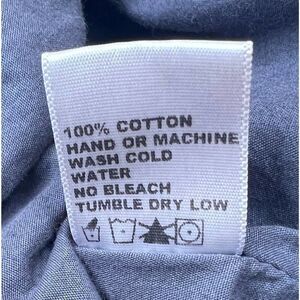 100% COTTON
HAND OR MACHINE
WASH COLD
WATER
NO BLEACH
TUMBLE DRY LOW